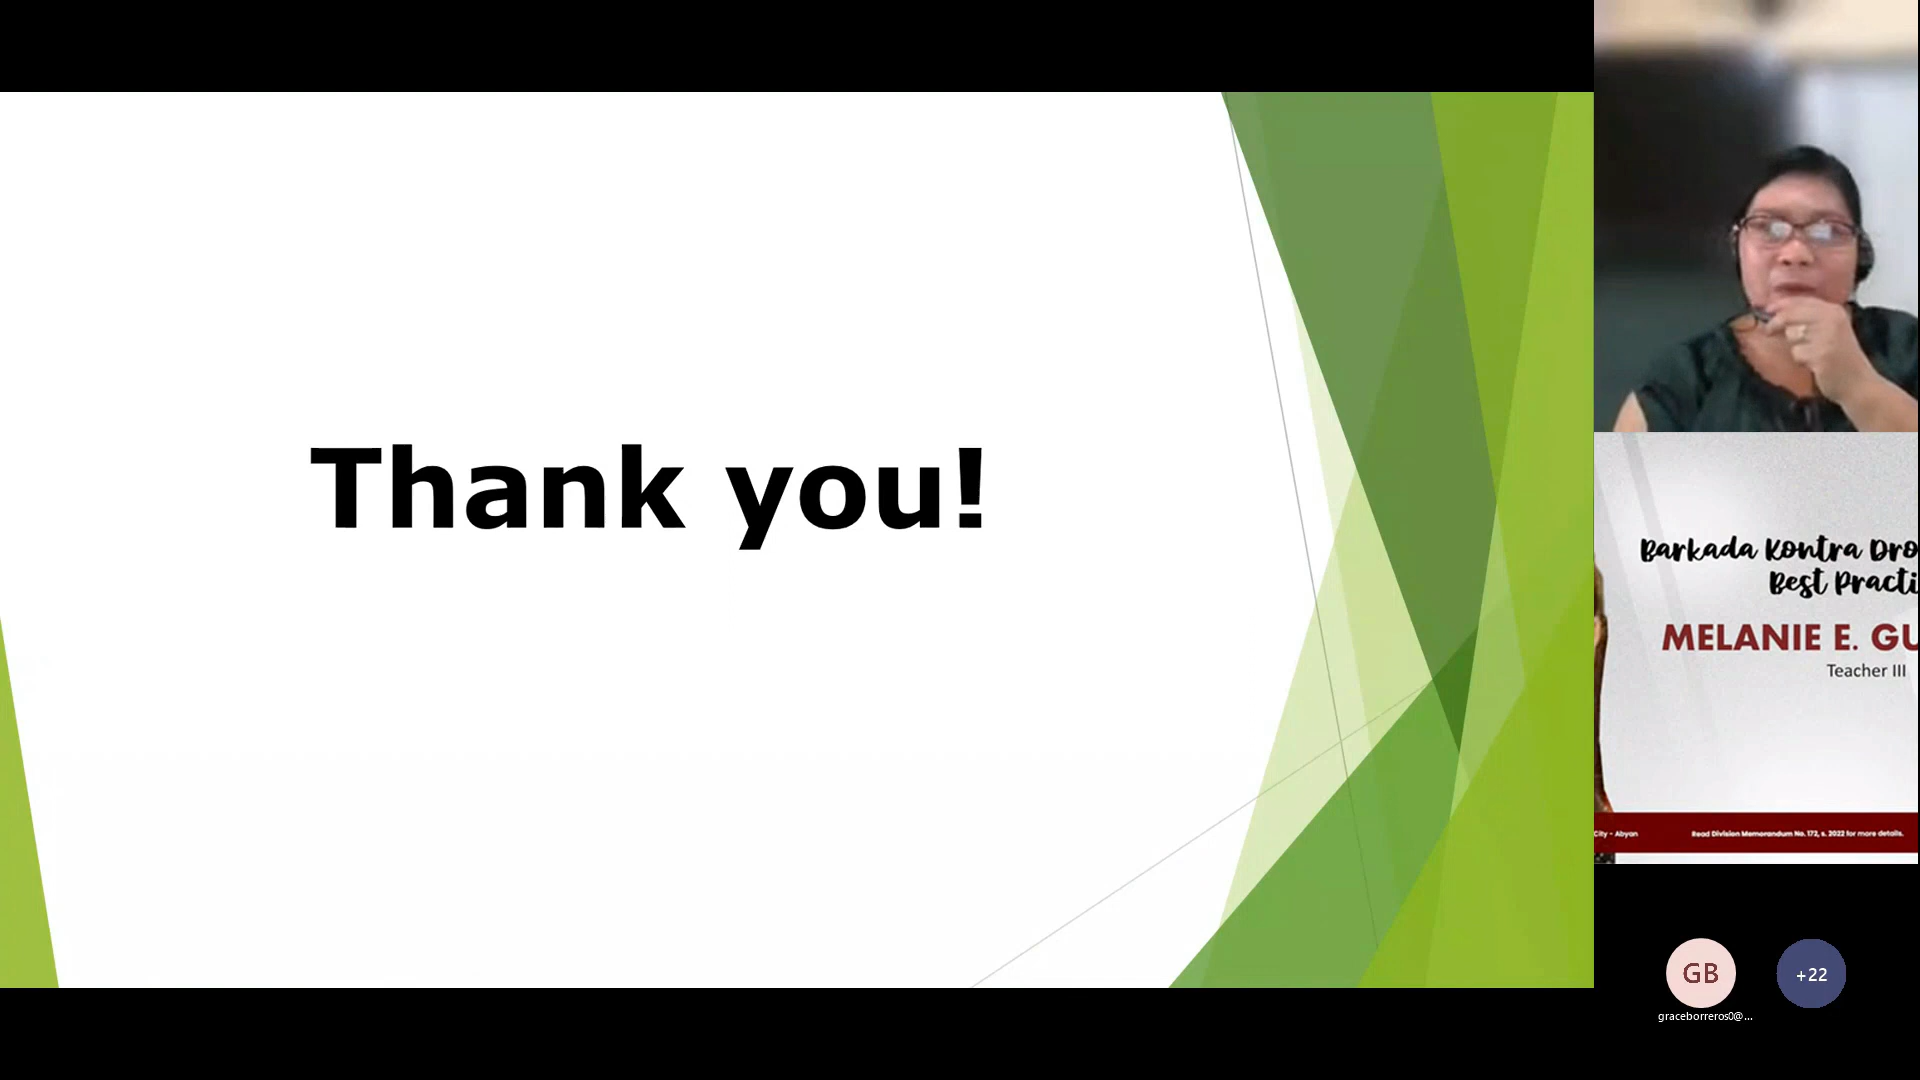 Thank you!
Barkada Kontra Dro
Best Practi
MELANIE E. GU
Teacher III
City - Abyan
Read Division Memorandum No. 172, s. 2022 for more details.
GB
+22
graceborreros0@...